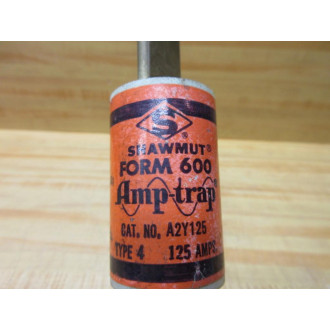 S
SHAWMUT®
FORM 600
Amp-trap®
CAT. NO. A2Y125
TYPE 4 125 AMPS.